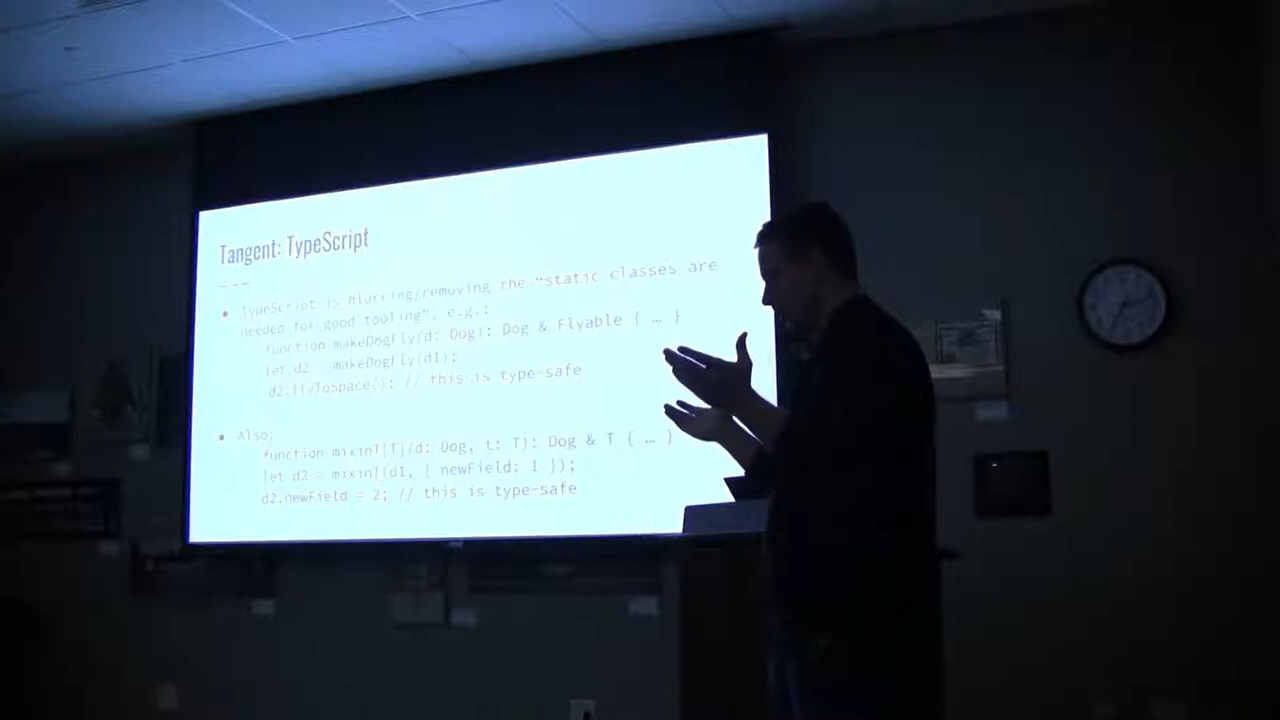 Tangent: TypeScript
TypeScript is blurring/removing the "static classes are
needed for good tooling", e.g.:
function makeDogFly(d: Dog): Dog & Flyable { … }
let d2 = makeDogFly(d1);
d2.flyToSpace(); // this is type-safe
Also:
function mixinT[T](d: Dog, t: T): Dog & T { … }
let d2 = mixinT(d1, { newField: 1 });
d2.newField = 2; // this is type-safe